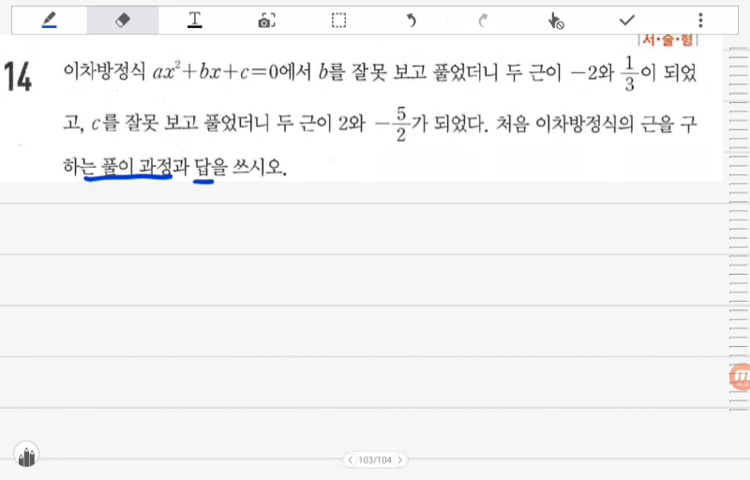 T
|서·술·형|
14 이차방정식 ax²+bx+c=0에서 b를 잘못 보고 풀었더니 두 근이 −2와 1/3이 되었
고, c를 잘못 보고 풀었더니 두 근이 2와 −5/2가 되었다. 처음 이차방정식의 근을 구
하는 풀이 과정과 답을 쓰시오.
103/104